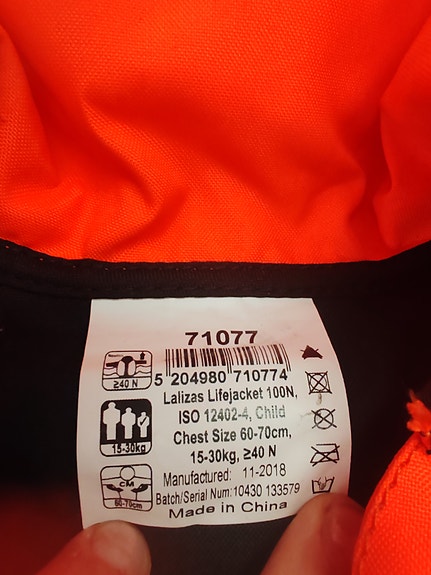 71077
5 204980 710774
≥40 N
Lalizas Lifejacket 100N,
ISO 12402-4, Child
Chest Size 60-70cm,
15-30kg, ≥40 N
15-30kg
Manufactured: 11-2018
CM
60-70cm
Batch/Serial Num:10430 133579
Made in China